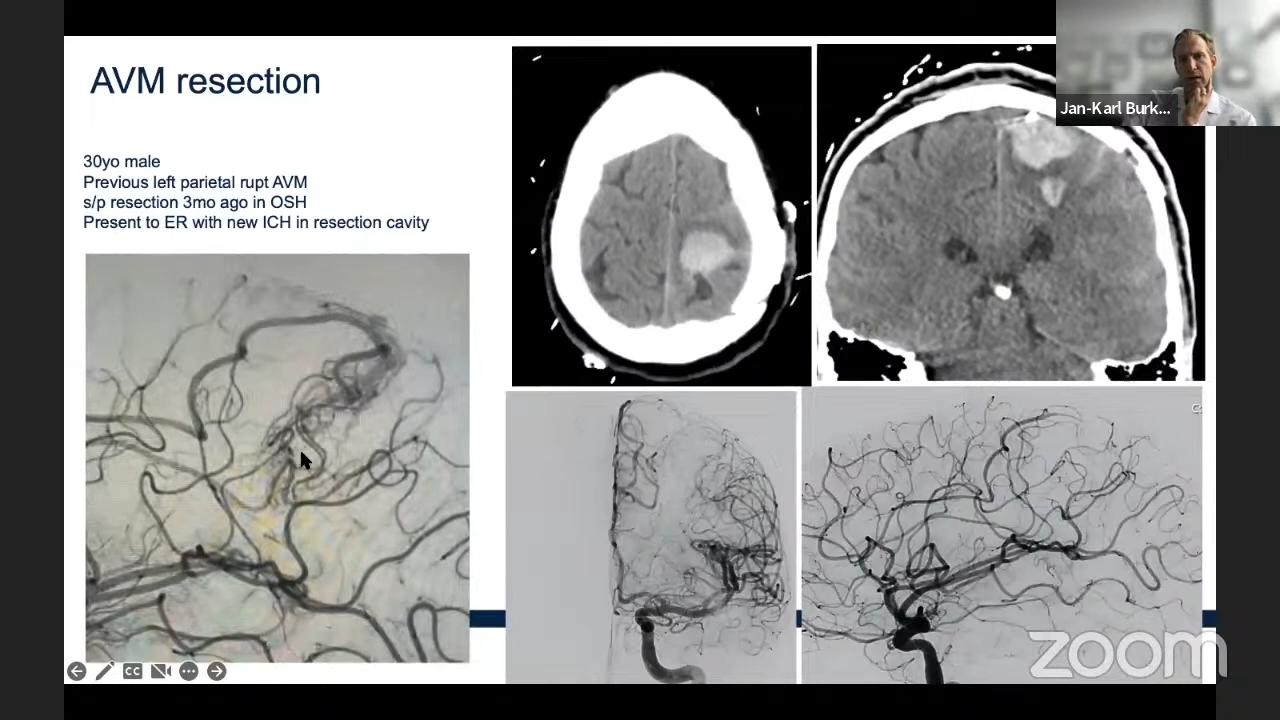 AVM resection
Jan-Karl Burk...
30yo male
Previous left parietal rupt AVM
s/p resection 3mo ago in OSH
Present to ER with new ICH in resection cavity
CC
zoom